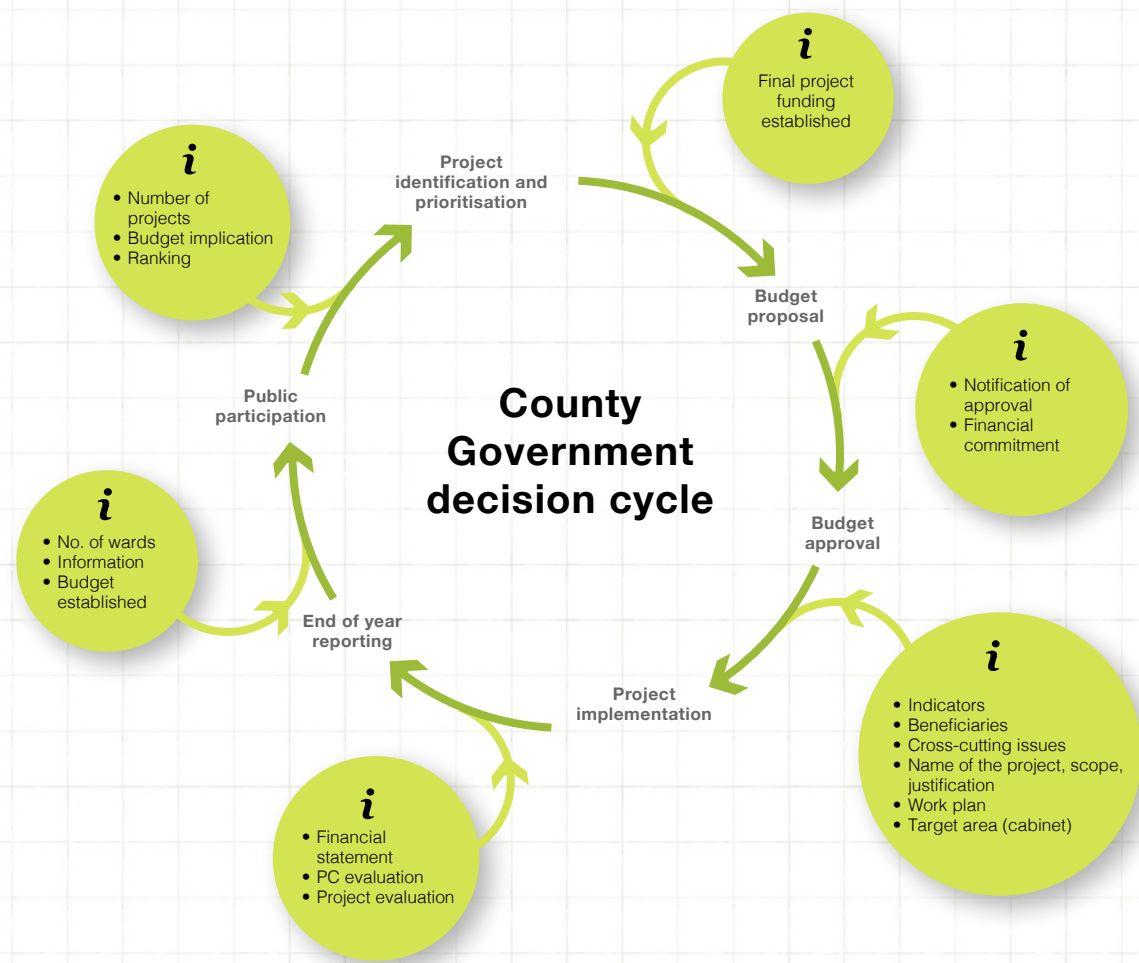 County
Government
decision cycle
Project
identification and
prioritisation
i
Final project
funding
established
Budget
proposal
i
• Notification of
approval
• Financial
commitment
Budget
approval
i
• Indicators
• Beneficiaries
• Cross-cutting issues
• Name of the project, scope,
justification
• Work plan
• Target area (cabinet)
Project
implementation
i
• Financial
statement
• PC evaluation
• Project evaluation
End of year
reporting
i
• No. of wards
• Information
• Budget
established
Public
participation
i
• Number of
projects
• Budget implication
• Ranking